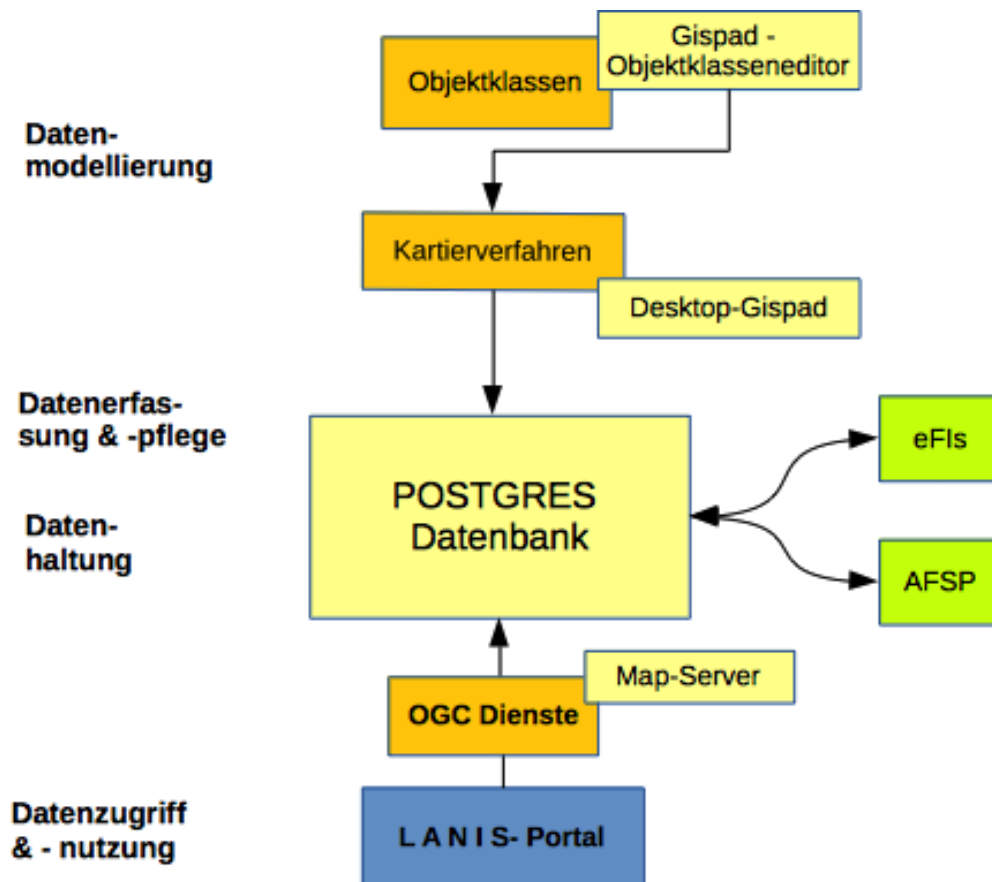 Gispad -
Objektklasseneditor
Objektklassen
Daten-
modellierung
Kartierverfahren
Desktop-Gispad
Datenerfas-
sung & -pflege
eFIs
POSTGRES
Datenbank
Daten-
haltung
AFSP
Map-Server
OGC Dienste
Datenzugriff
& - nutzung
L A N I S- Portal